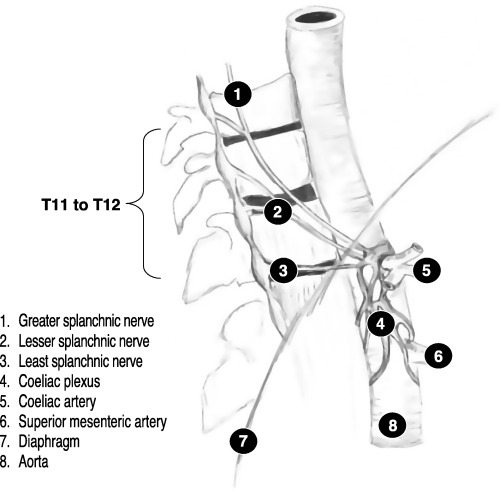 1
T11 to T12
2
3
5
4
6
7
8
1. Greater splanchnic nerve
2. Lesser splanchnic nerve
3. Least splanchnic nerve
4. Coeliac plexus
5. Coeliac artery
6. Superior mesenteric artery
7. Diaphragm
8. Aorta